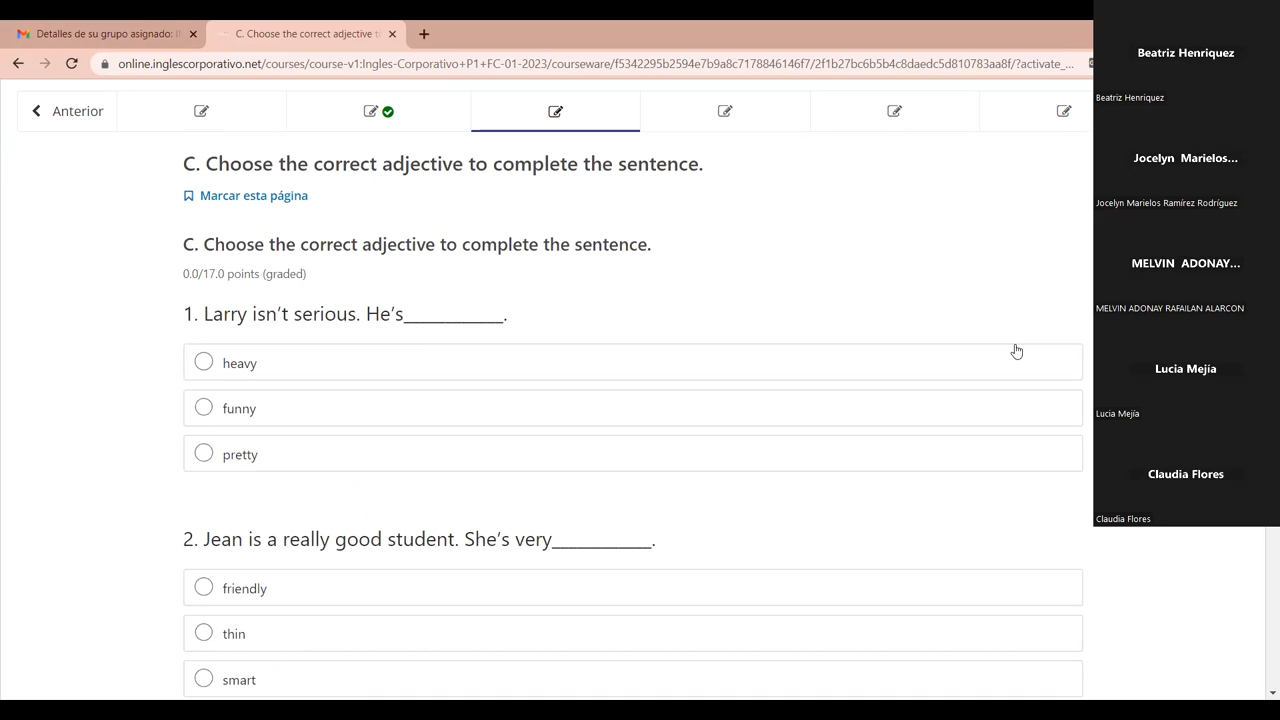 Detalles de su grupo asignado: I
C. Choose the correct adjective t
online.inglescorporativo.net/courses/course-v1:Ingles-Corporativo+P1+FC-01-2023/courseware/f5342295b2594e7b9a8c7178846146f7/2f1b27bc6b5b4c8daedc5d810783aa8f/?activate_...
Anterior
C. Choose the correct adjective to complete the sentence.
Marcar esta página
C. Choose the correct adjective to complete the sentence.
0.0/17.0 points (graded)
1. Larry isn't serious. He's___________.
heavy
funny
pretty
2. Jean is a really good student. She's very___________.
friendly
thin
smart
Beatriz Henriquez
Beatriz Henriquez
Jocelyn Marielos...
Jocelyn Marielos Ramírez Rodríguez
MELVIN ADONAY...
MELVIN ADONAY RAFAILAN ALARCON
Lucia Mejía
Lucia Mejía
Claudia Flores
Claudia Flores